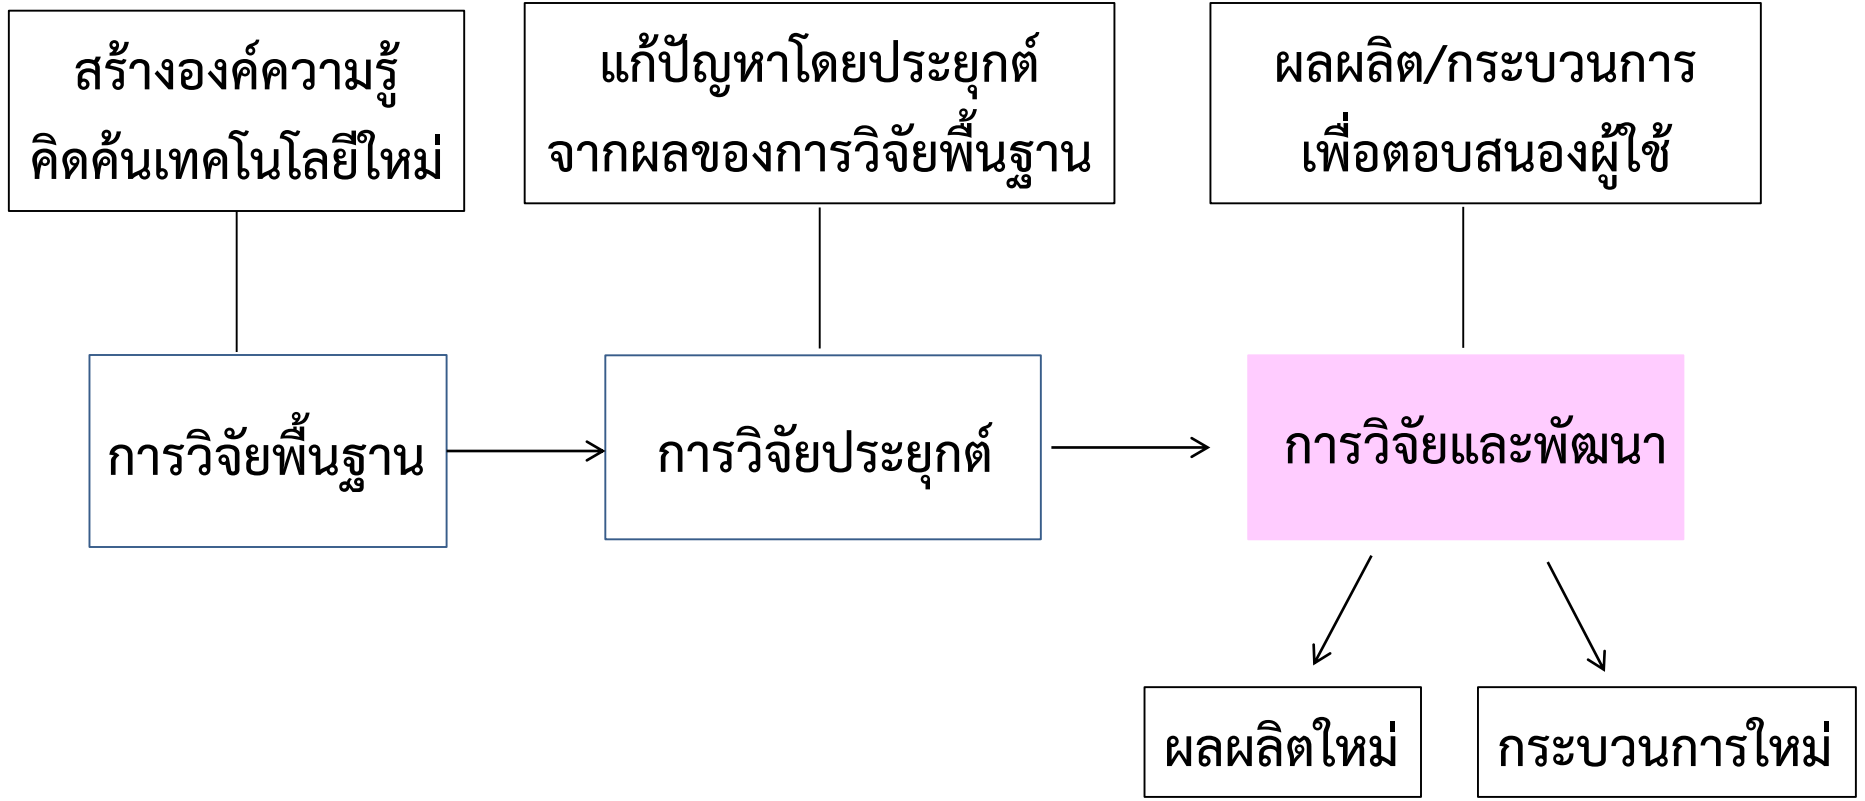 สร้างองค์ความรู้
คิดค้นเทคโนโลยีใหม่
แก้ปัญหาโดยประยุกต์
จากผลของการวิจัยพื้นฐาน
ผลผลิต/กระบวนการ
เพื่อตอบสนองผู้ใช้
การวิจัยพื้นฐาน
การวิจัยประยุกต์
การวิจัยและพัฒนา
ผลผลิตใหม่
กระบวนการใหม่